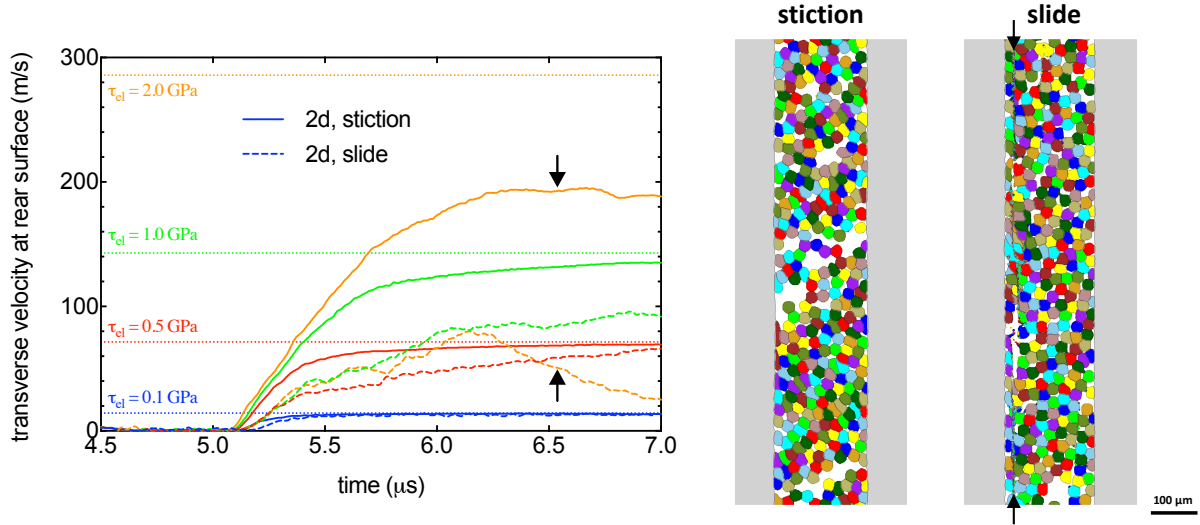 stiction
slide
transverse velocity at rear surface (m/s)
300
200
100
0
τel = 2.0 GPa
τel = 1.0 GPa
τel = 0.5 GPa
τel = 0.1 GPa
2d, stiction
2d, slide
4.5 5.0 5.5 6.0 6.5 7.0
time (μs)
100 μm